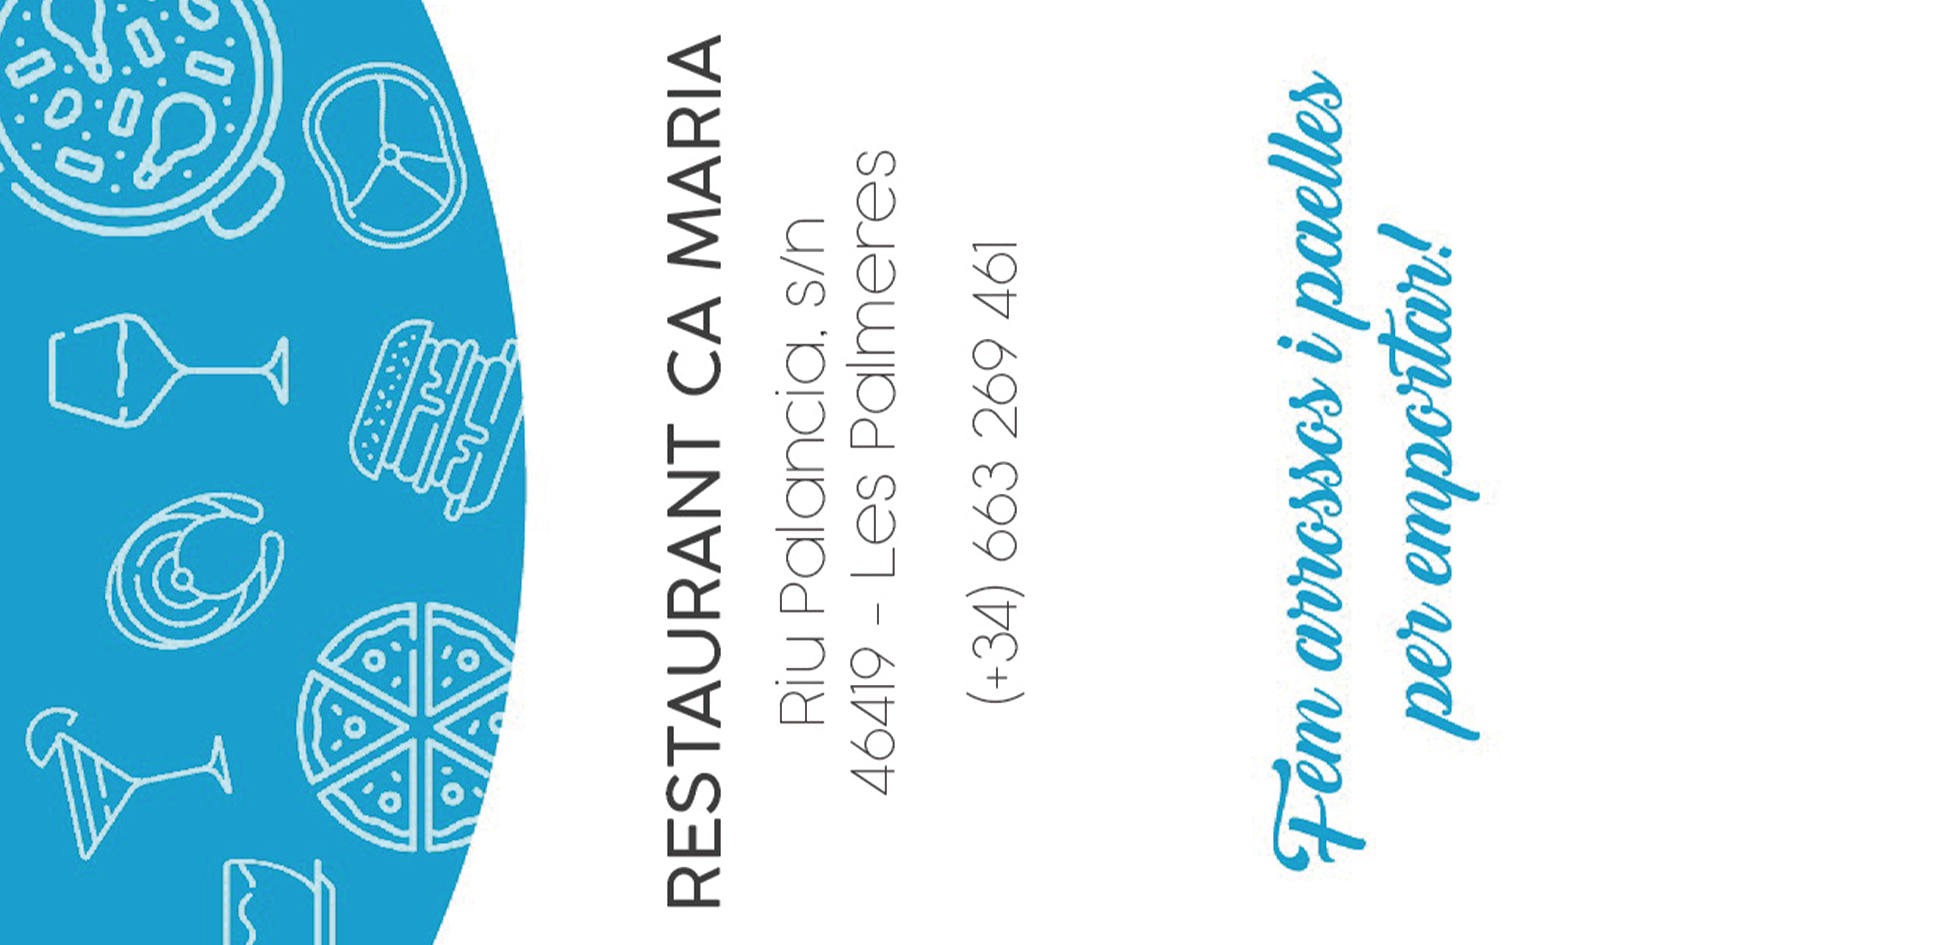 RESTAURANT CA MARIA
Riu Palancia, s/n
46419 - Les Palmeres
(+34) 663 269 461
Fem arrossos i paelles
per emportar!